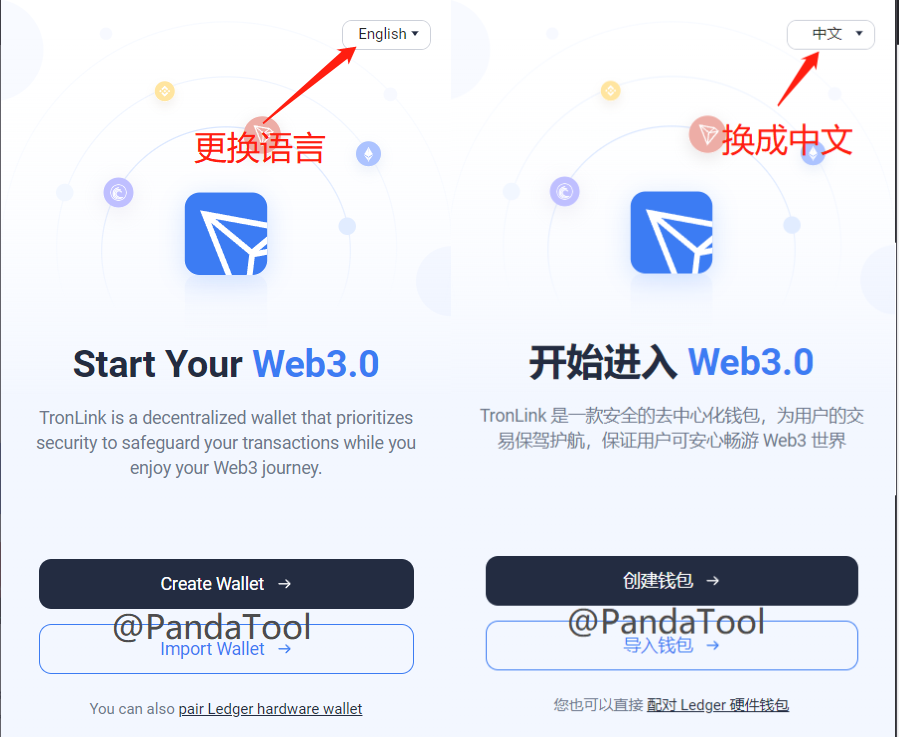 English
更换语言
Start Your Web3.0
TronLink is a decentralized wallet that prioritizes
security to safeguard your transactions while you
enjoy your Web3 journey.
Create Wallet →
@PandaTool
Import Wallet →
You can also pair Ledger hardware wallet
中文
换成中文
开始进入 Web3.0
TronLink 是一款安全的去中心化钱包，为用户的交
易保驾护航，保证用户可安心畅游 Web3 世界
创建钱包 →
@PandaTool
导入钱包 →
您也可以直接 配对 Ledger 硬件钱包